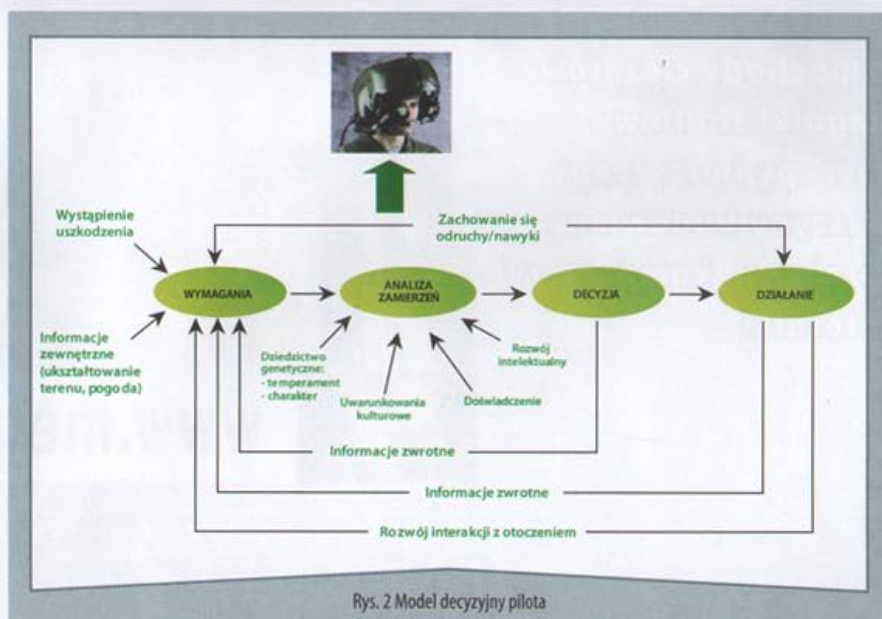 Wystąpienie
uszkodzenia
Zachowanie się
odruchy/nawyki
WYMAGANIA
ANALIZA
ZAMIERZEŃ
DECYZJA
DZIAŁANIE
Informacje
zewnętrzne
(ukształtowanie
terenu, pogoda)
Dziedzictwo
genetyczne:
- temperament
- charakter
Uwarunkowania
kulturowe
Doświadczenie
Rozwój
intelektualny
Informacje zwrotne
Informacje zwrotne
Rozwój interakcji z otoczeniem
Rys. 2 Model decyzyjny pilota